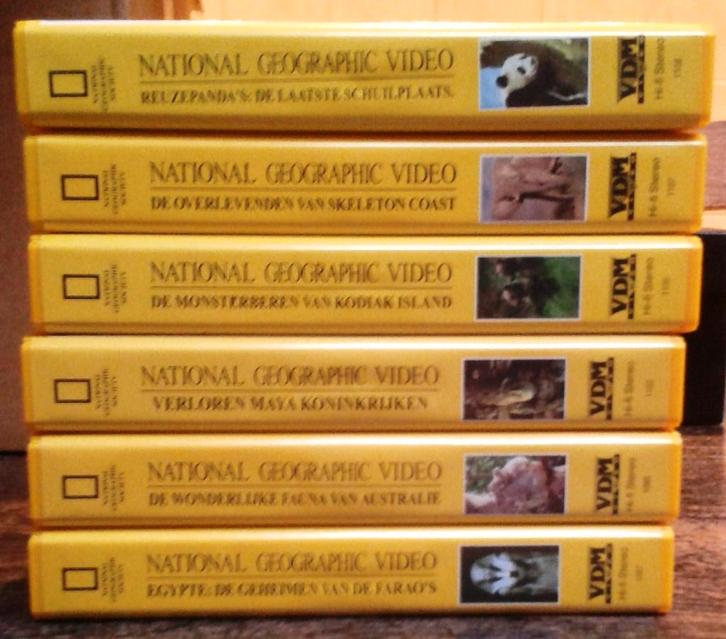 NATIONAL GEOGRAPHIC VIDEO
REUZEPANDA'S: DE LAATSTE SCHUILPLAATS.
VDM
Hi-fi Stereo
1108
NATIONAL GEOGRAPHIC VIDEO
DE OVERLEVENDEN VAN SKELETON COAST
VDM
Hi-fi Stereo
1107
NATIONAL GEOGRAPHIC VIDEO
DE MONSTERBEREN VAN KODIAK ISLAND
VDM
Hi-fi Stereo
NATIONAL GEOGRAPHIC VIDEO
VERLOREN MAYA KONINKRIJKEN
VDM
Hi-fi Stereo
NATIONAL GEOGRAPHIC VIDEO
DE WONDERLIJKE FAUNA VAN AUSTRALIE
VDM
Hi-fi Stereo
NATIONAL GEOGRAPHIC VIDEO
EGYPTE: DE GEHEIMEN VAN DE FARAO'S
VDM
Hi-fi Stereo